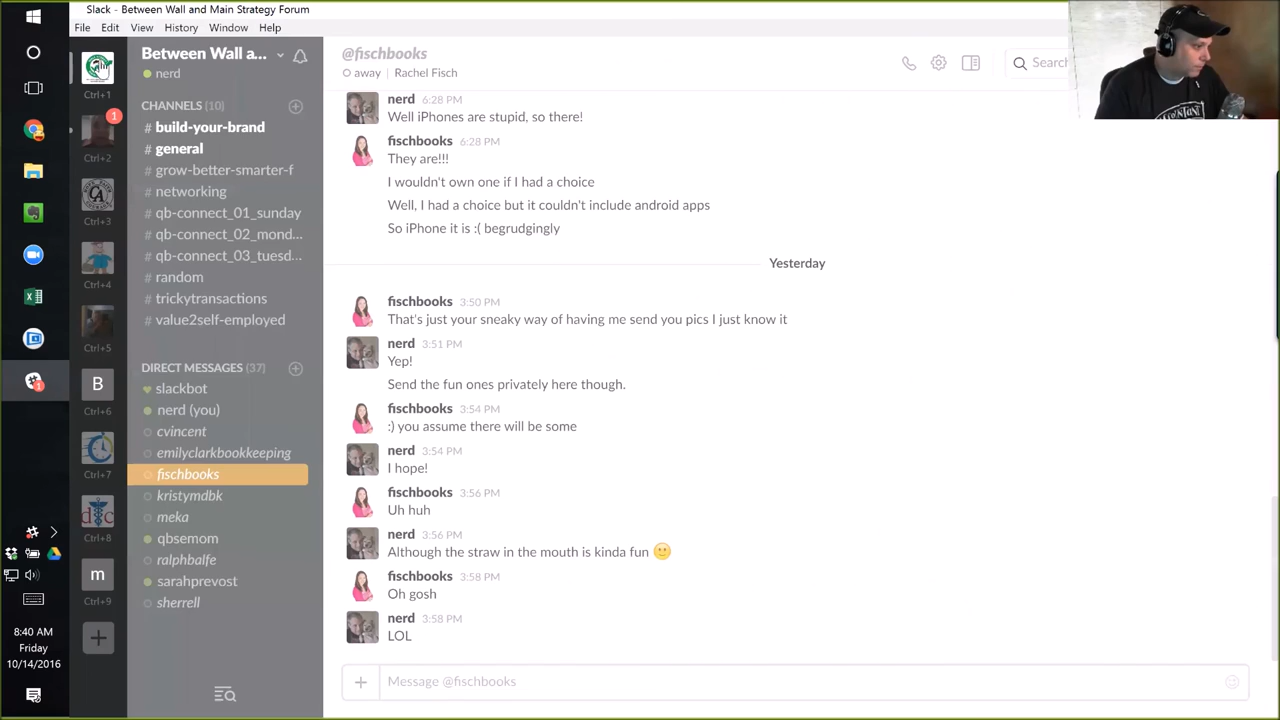 Slack - Between Wall and Main Strategy Forum
File Edit View History Window Help
Ctrl+1
1
Ctrl+2
Ctrl+3
Ctrl+4
Ctrl+5
B
Ctrl+6
Ctrl+7
Ctrl+8
m
Ctrl+9
8:40 AM
Friday
10/14/2016
Between Wall a...
nerd
CHANNELS (10)
# build-your-brand
# general
# grow-better-smarter-f
# networking
# qb-connect_01_sunday
# qb-connect_02_mond...
# qb-connect_03_tuesd...
# random
# trickytransactions
# value2self-employed
DIRECT MESSAGES (37)
slackbot
nerd (you)
cvincent
emilyclarkbookkeeping
fischbooks
kristymdbk
meka
qbsemom
ralphbalfe
sarahprevost
sherrell
@fischbooks
away | Rachel Fisch
Search
nerd 6:28 PM
Well iPhones are stupid, so there!
fischbooks 6:28 PM
They are!!!
I wouldn't own one if I had a choice
Well, I had a choice but it couldn't include android apps
So iPhone it is :( begrudgingly
Yesterday
fischbooks 3:50 PM
That's just your sneaky way of having me send you pics I just know it
nerd 3:51 PM
Yep!
Send the fun ones privately here though.
fischbooks 3:54 PM
:) you assume there will be some
nerd 3:54 PM
I hope!
fischbooks 3:56 PM
Uh huh
nerd 3:56 PM
Although the straw in the mouth is kinda fun 🙂
fischbooks 3:58 PM
Oh gosh
nerd 3:58 PM
LOL
Message @fischbooks